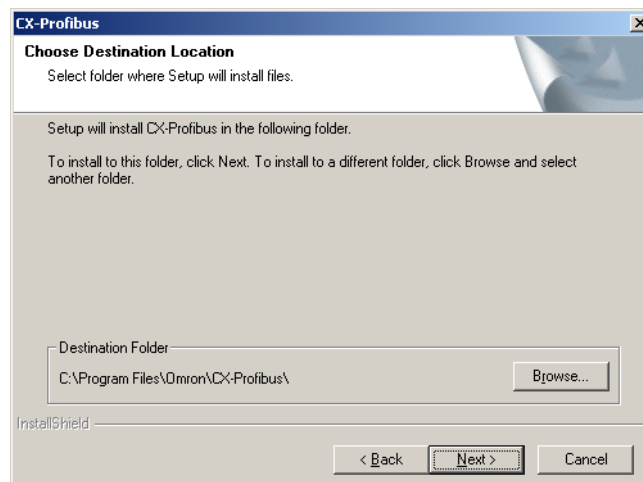 CX-Profibus
Choose Destination Location
Select folder where Setup will install files.
Setup will install CX-Profibus in the following folder.
To install to this folder, click Next. To install to a different folder, click Browse and select
another folder.
Destination Folder
C:\Program Files\Omron\CX-Profibus\
Browse...
InstallShield
< Back
Next >
Cancel